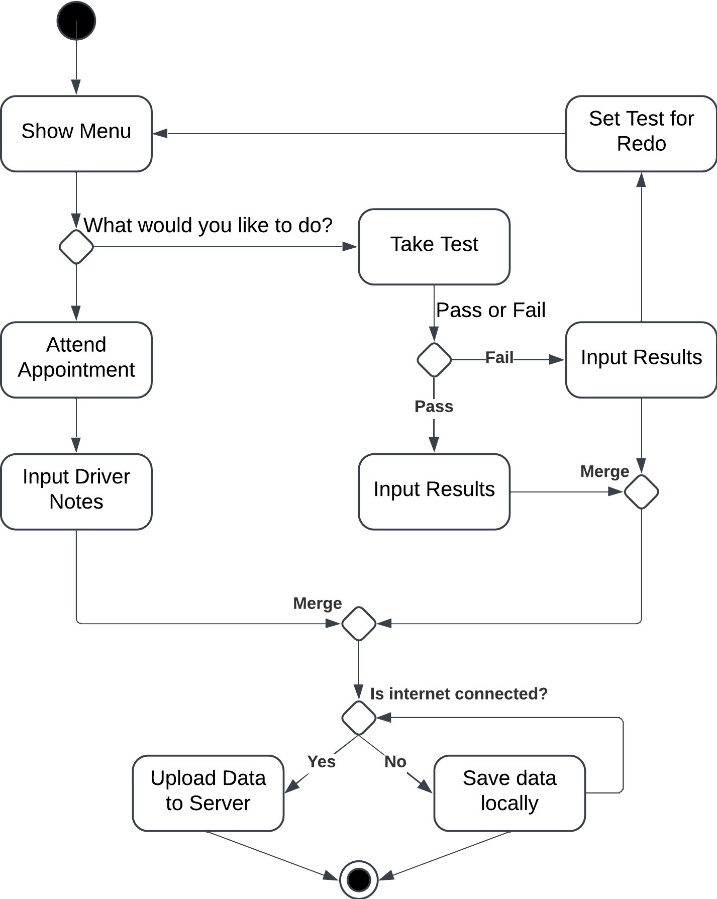 Show Menu
Set Test for
Redo
What would you like to do?
Take Test
Pass or Fail
Attend
Appointment
Fail
Input Results
Pass
Input Driver
Notes
Input Results
Merge
Merge
Is internet connected?
Yes
No
Upload Data
to Server
Save data
locally